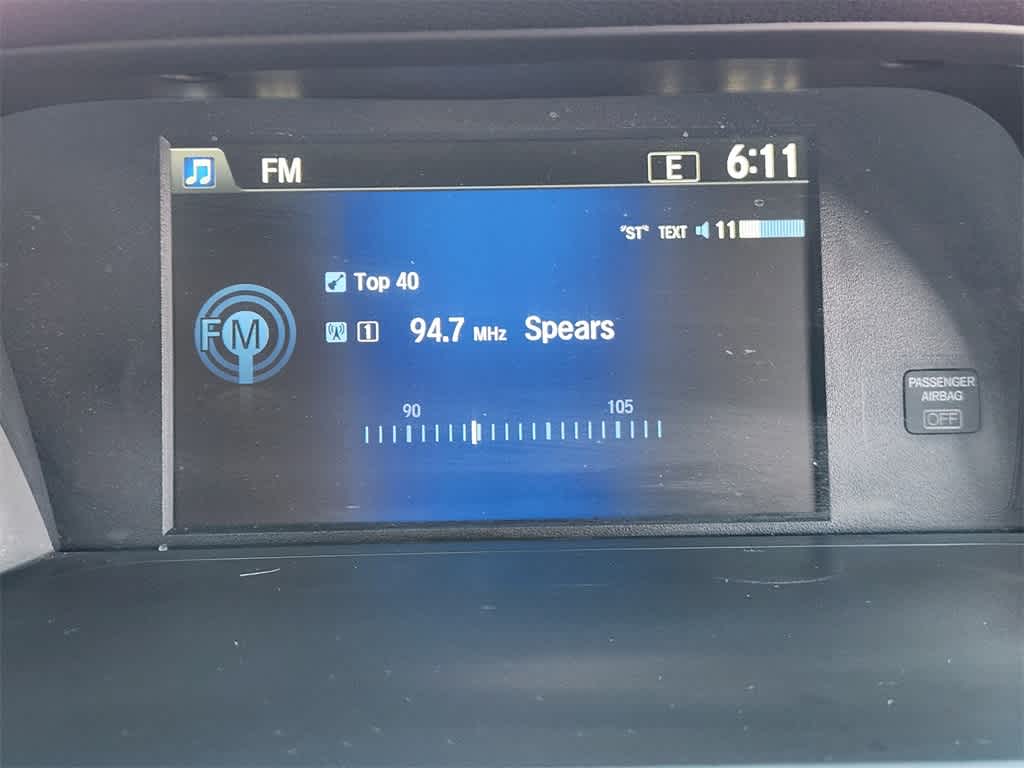 FM E 6:11
"ST" TEXT 11
Top 40
FM 1 94.7 MHz Spears
90 105
PASSENGER
AIRBAG
OFF